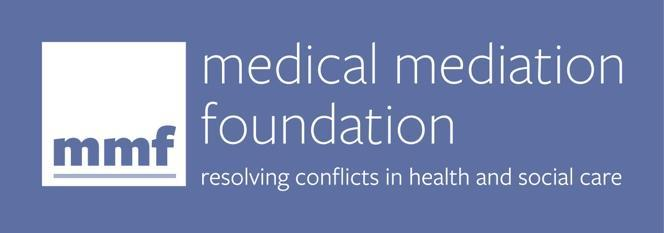 mmf
medical mediation
foundation
resolving conflicts in health and social care